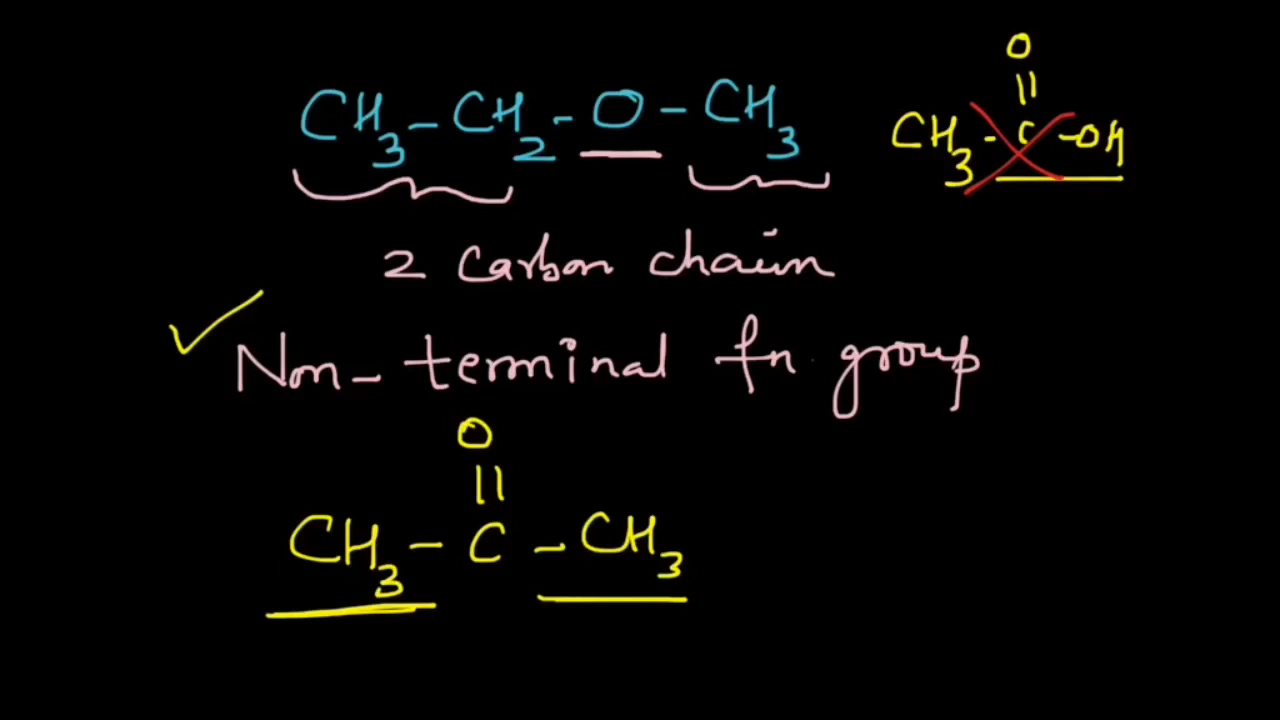 CH3-CH2-O-CH3
O
||
CH3-C-OH
2 Carbon chain
Non-terminal fn group
O
||
CH3-C-CH3